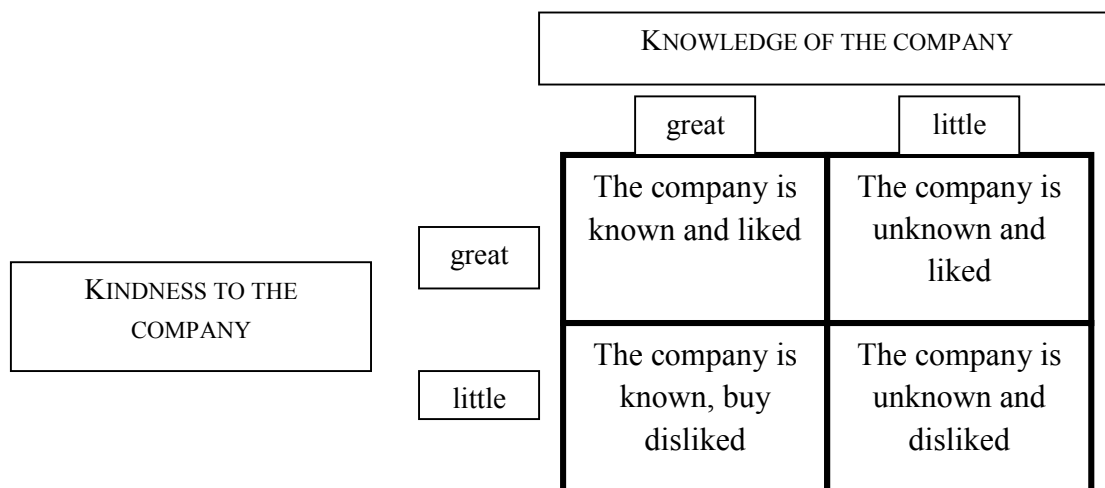 KNOWLEDGE OF THE COMPANY
great
little
The company is
known and liked
The company is
unknown and
liked
great
KINDNESS TO THE
COMPANY
little
The company is
known, buy
disliked
The company is
unknown and
disliked